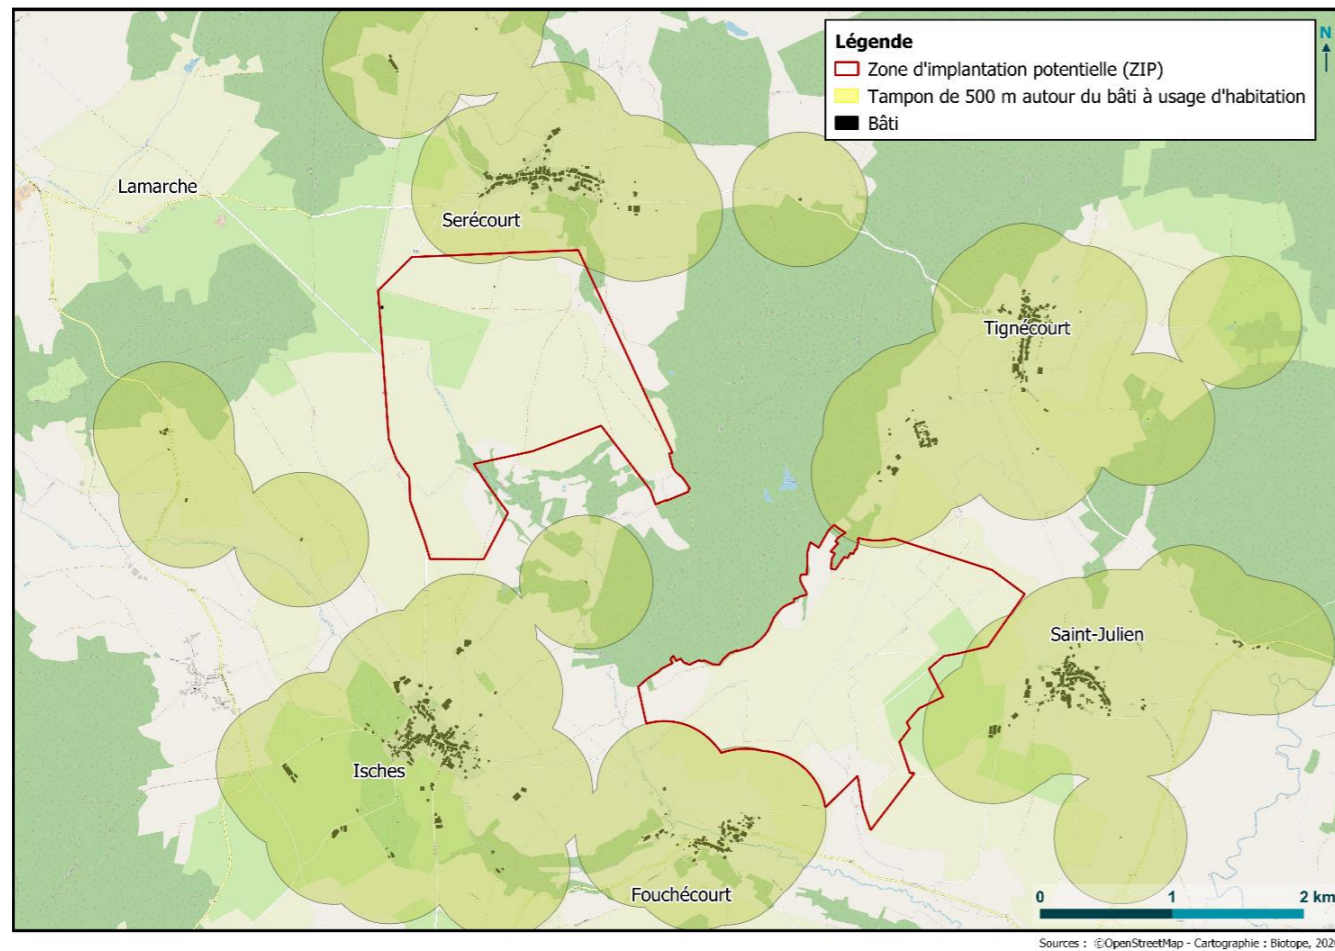 Légende
Zone d'implantation potentielle (ZIP)
Tampon de 500 m autour du bâti à usage d'habitation
Bâti
N
Lamarche
Serécourt
Tignécourt
Saint-Julien
Isches
Fouchécourt
0 1 2 km
Sources : ©OpenStreetMap - Cartographie : Biotope,